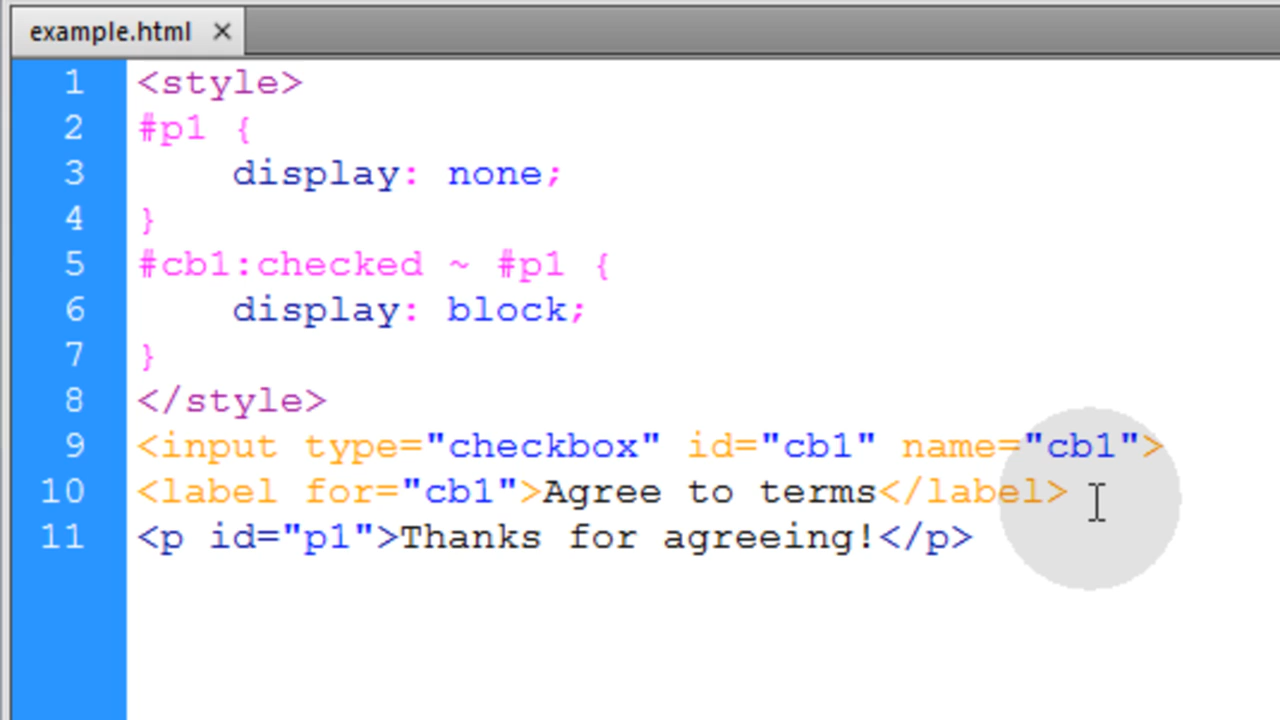 example.html ×
1 <style>
2 #p1 {
3     display: none;
4 }
5 #cb1:checked ~ #p1 {
6     display: block;
7 }
8 </style>
9 <input type="checkbox" id="cb1" name="cb1">
10 <label for="cb1">Agree to terms</label>
11 <p id="p1">Thanks for agreeing!</p>